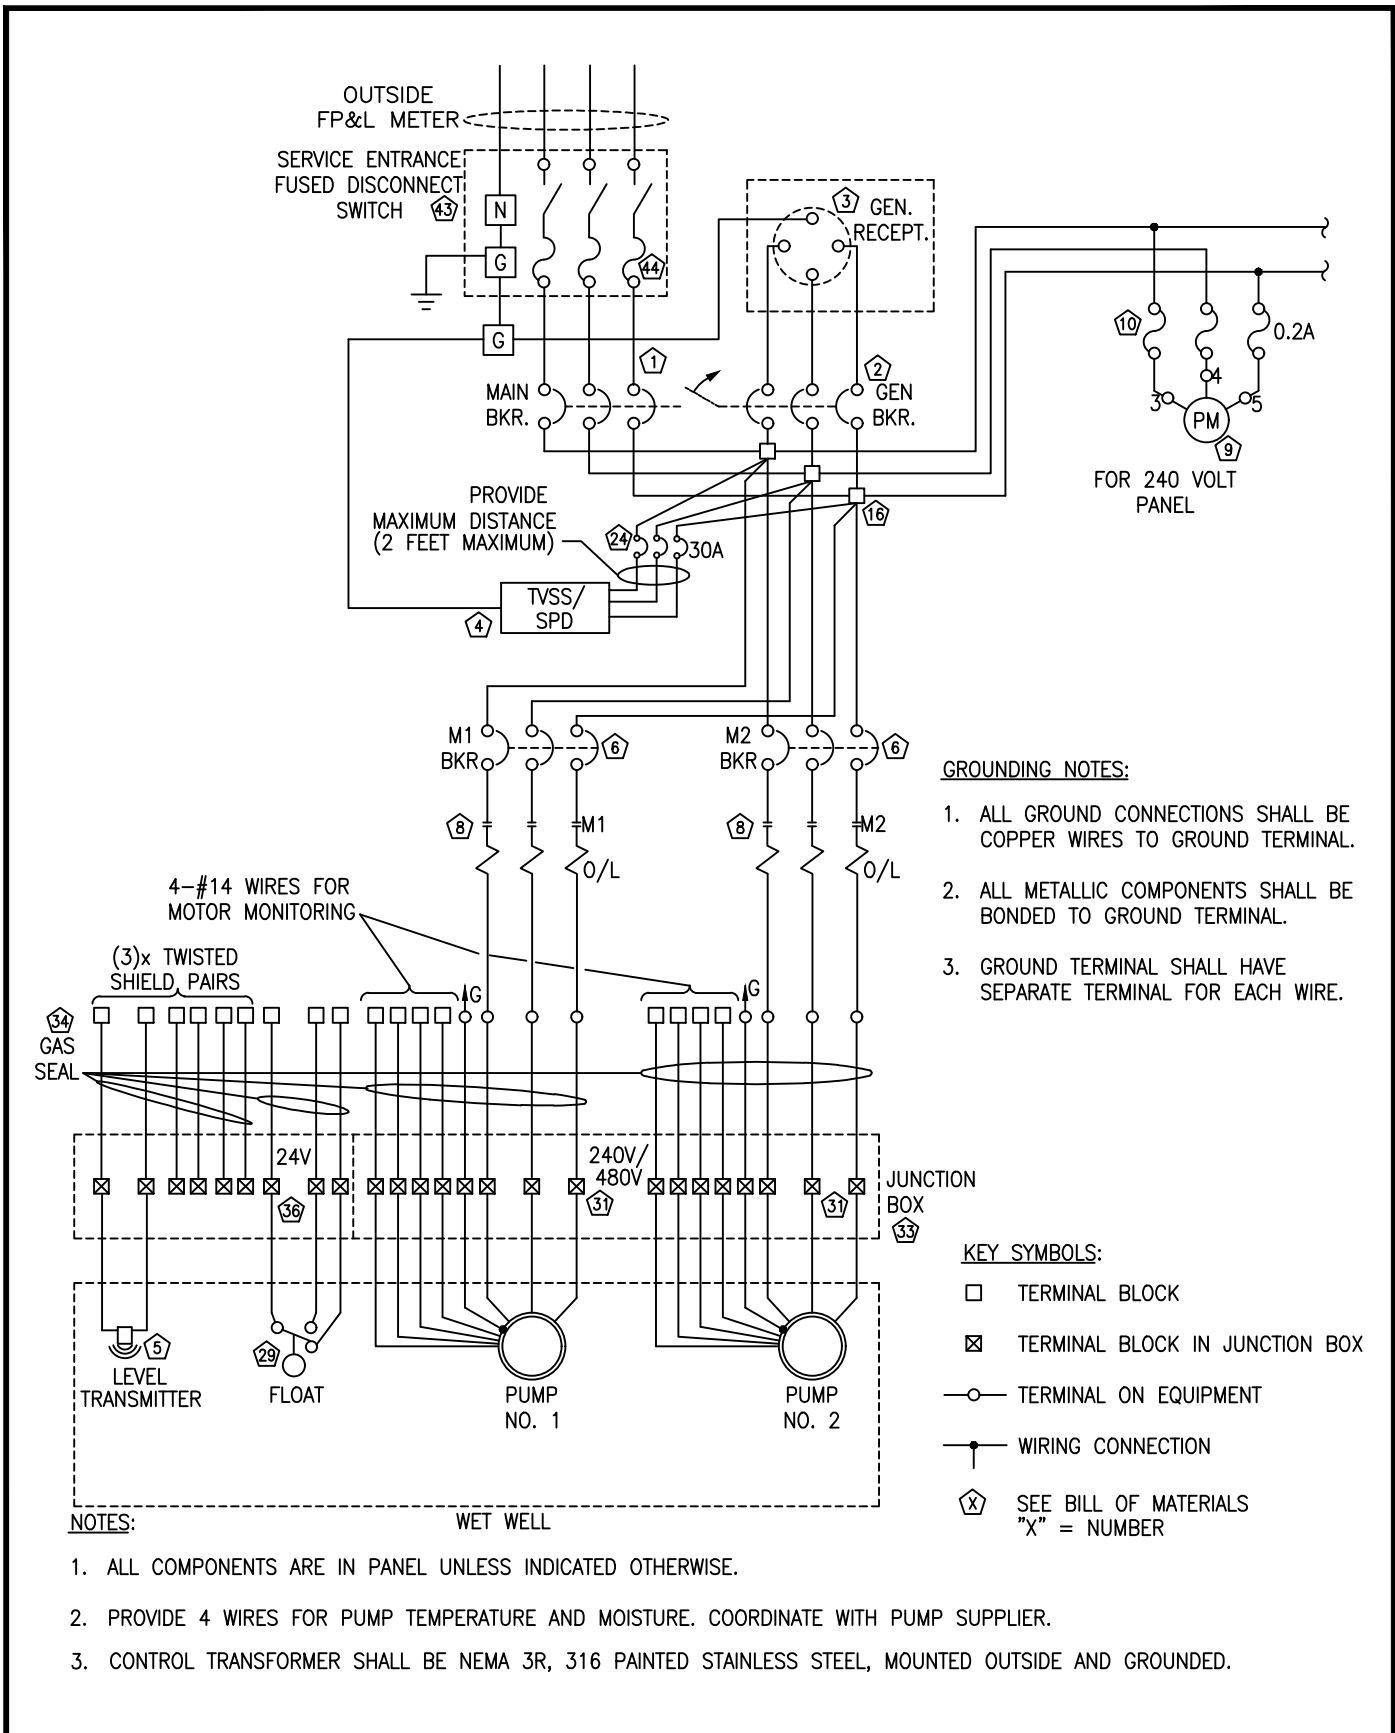 OUTSIDE
FP&L METER
SERVICE ENTRANCE
FUSED DISCONNECT
SWITCH 43
N
G
44
G
3 GEN.
RECEPT.
10
0.2A
4
3
5
PM
9
FOR 240 VOLT
PANEL
1
2
MAIN
BKR.
GEN
BKR.
PROVIDE
MAXIMUM DISTANCE
(2 FEET MAXIMUM)
24
30A
16
TVSS/
SPD
4
M1
BKR
6
M2
BKR
6
8
M1
O/L
8
M2
O/L
GROUNDING NOTES:
1. ALL GROUND CONNECTIONS SHALL BE
COPPER WIRES TO GROUND TERMINAL.
2. ALL METALLIC COMPONENTS SHALL BE
BONDED TO GROUND TERMINAL.
3. GROUND TERMINAL SHALL HAVE
SEPARATE TERMINAL FOR EACH WIRE.
4-#14 WIRES FOR
MOTOR MONITORING
(3)x TWISTED
SHIELD PAIRS
G
G
34
GAS
SEAL
24V
36
240V/
480V
31
31
JUNCTION
BOX
33
5
LEVEL
TRANSMITTER
29
FLOAT
PUMP
NO. 1
PUMP
NO. 2
KEY SYMBOLS:
TERMINAL BLOCK
TERMINAL BLOCK IN JUNCTION BOX
TERMINAL ON EQUIPMENT
WIRING CONNECTION
X SEE BILL OF MATERIALS
"X" = NUMBER
WET WELL
NOTES:
1. ALL COMPONENTS ARE IN PANEL UNLESS INDICATED OTHERWISE.
2. PROVIDE 4 WIRES FOR PUMP TEMPERATURE AND MOISTURE. COORDINATE WITH PUMP SUPPLIER.
3. CONTROL TRANSFORMER SHALL BE NEMA 3R, 316 PAINTED STAINLESS STEEL, MOUNTED OUTSIDE AND GROUNDED.